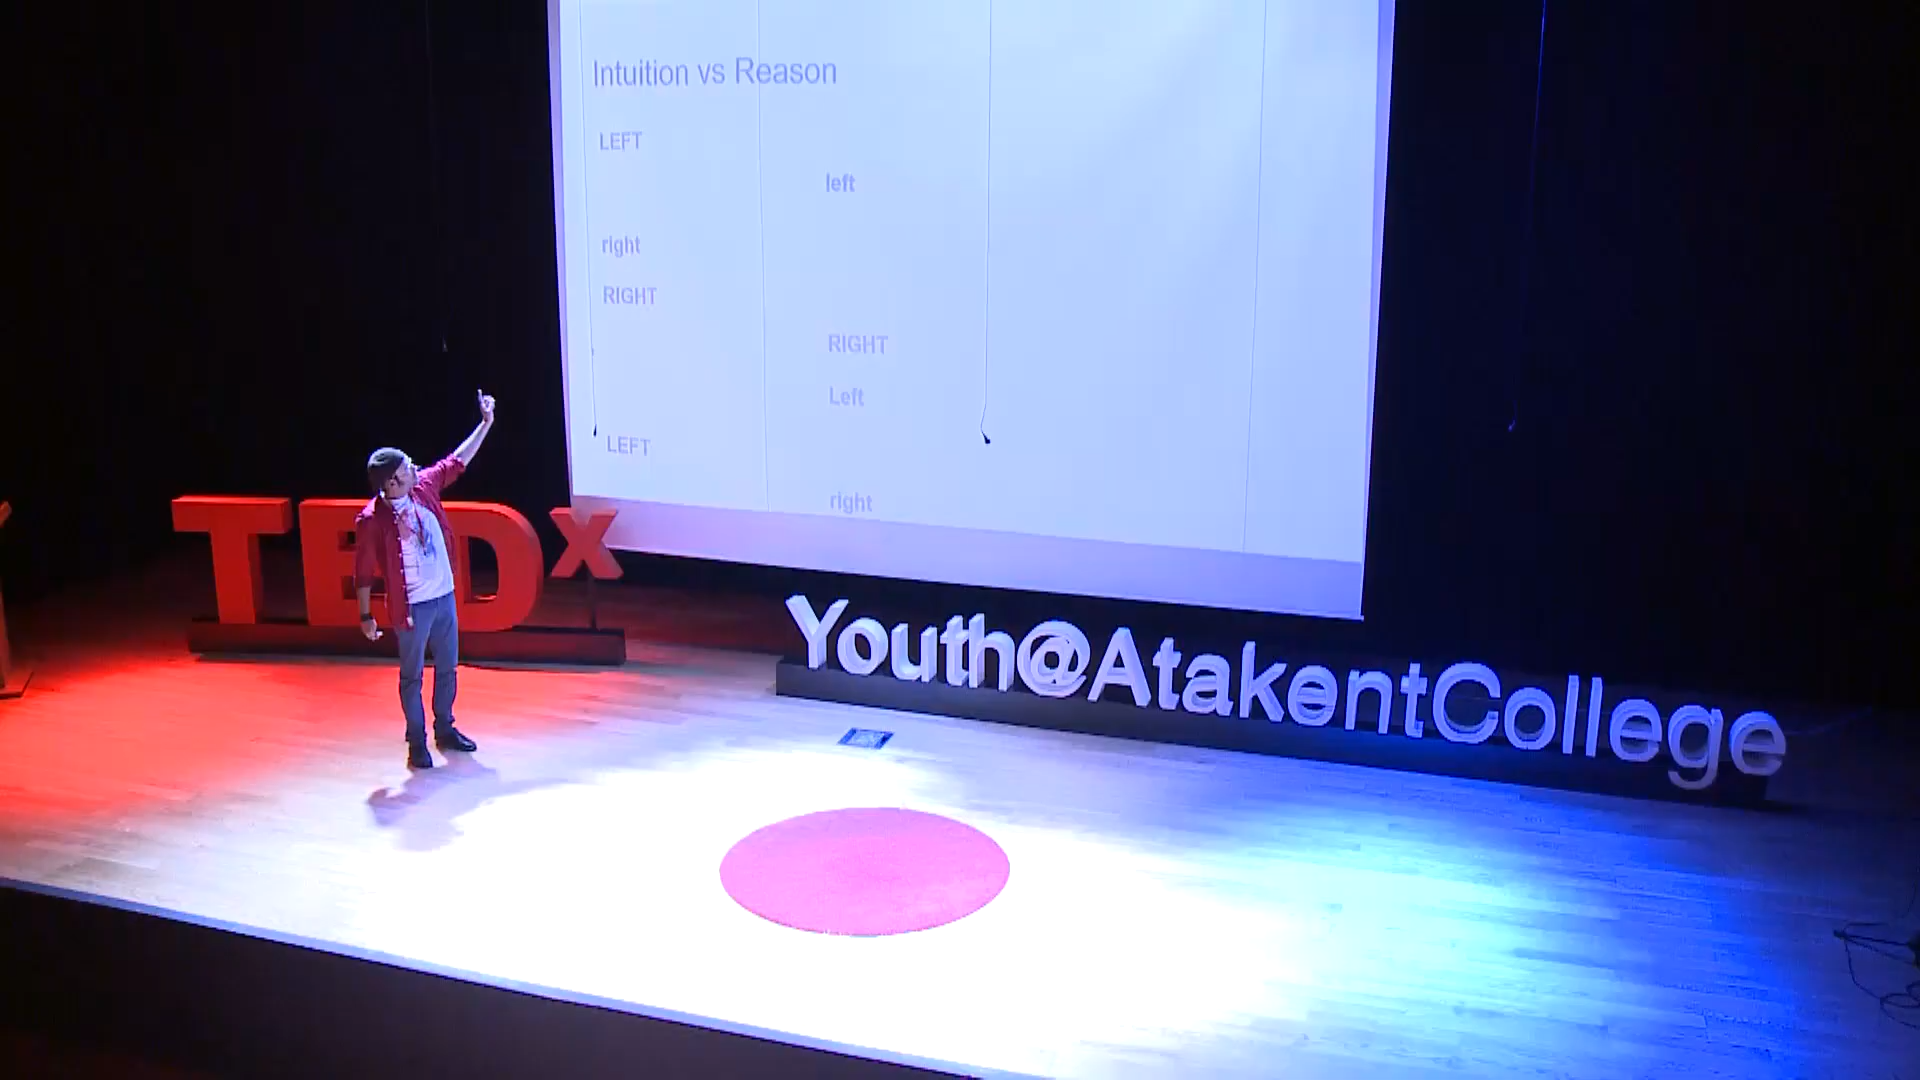 Intuition vs Reason
LEFT
left
right
RIGHT
RIGHT
Left
LEFT
right
TEDx
Youth@AtakentCollege